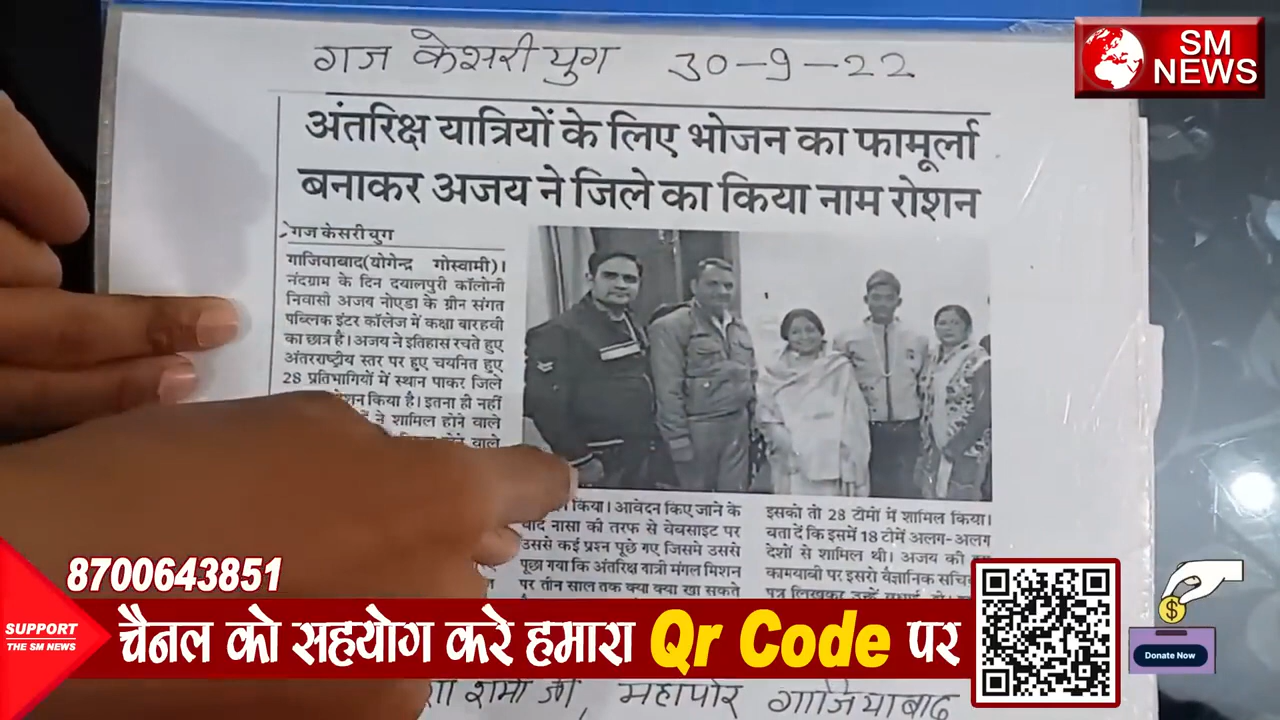 गज केसरी युग 30-9-22
SM
NEWS
अंतरिक्ष यात्रियों के लिए भोजन का फामूर्ला
बनाकर अजय ने जिले का किया नाम रोशन
गज केसरी युग
गाजियाबाद(योगेन्द्र गोस्वामी)।
नंदग्राम के दिन दयालपुरी कॉलोनी
निवासी अजय नोएडा के ग्रीन संगत
पब्लिक इंटर कॉलेज में कक्षा बारहवी
का छात्र है। अजय ने इतिहास रचते हुए
अंतरराष्ट्रीय स्तर पर हुए चयनित हुए
28 प्रतिभागियों में स्थान पाकर जिले
किया है। इतना ही नहीं
ने शामिल होने वाले
वाले
किया। आवेदन किए जाने के
बाद नासा की तरफ से वेबसाइट पर
उससे कई प्रश्न पूछे गए जिसमे उससे
पूछा गया कि अंतरिक्ष यात्री मंगल मिशन
पर तीन साल तक क्या क्या खा सकते
इसको तो 28 टीमों में शामिल किया।
बता दें कि इसमें 18 टीमें अलग-अलग
देशों से शामिल थी। अजय की
कामयाबी पर इसरो वैज्ञानिक
पत्र लिखकर उन्हें बधाई
8700643851
SUPPORT
THE SM NEWS
चैनल को सहयोग करे हमारा Qr Code पर
Donate Now
शर्मा जी, महापौर गाजियाबाद